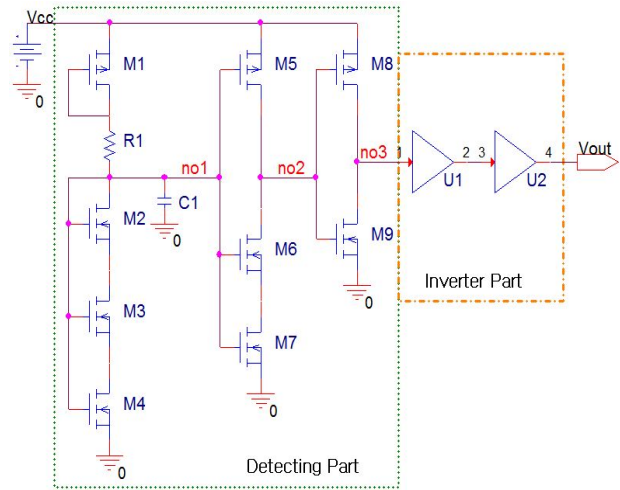 Vcc
M1
M5
M8
0
R1
no1
no2
no3
1
2
3
4
Vout
U1
U2
C1
0
M2
M6
M9
0
Inverter Part
M3
M7
M4
0
0
Detecting Part